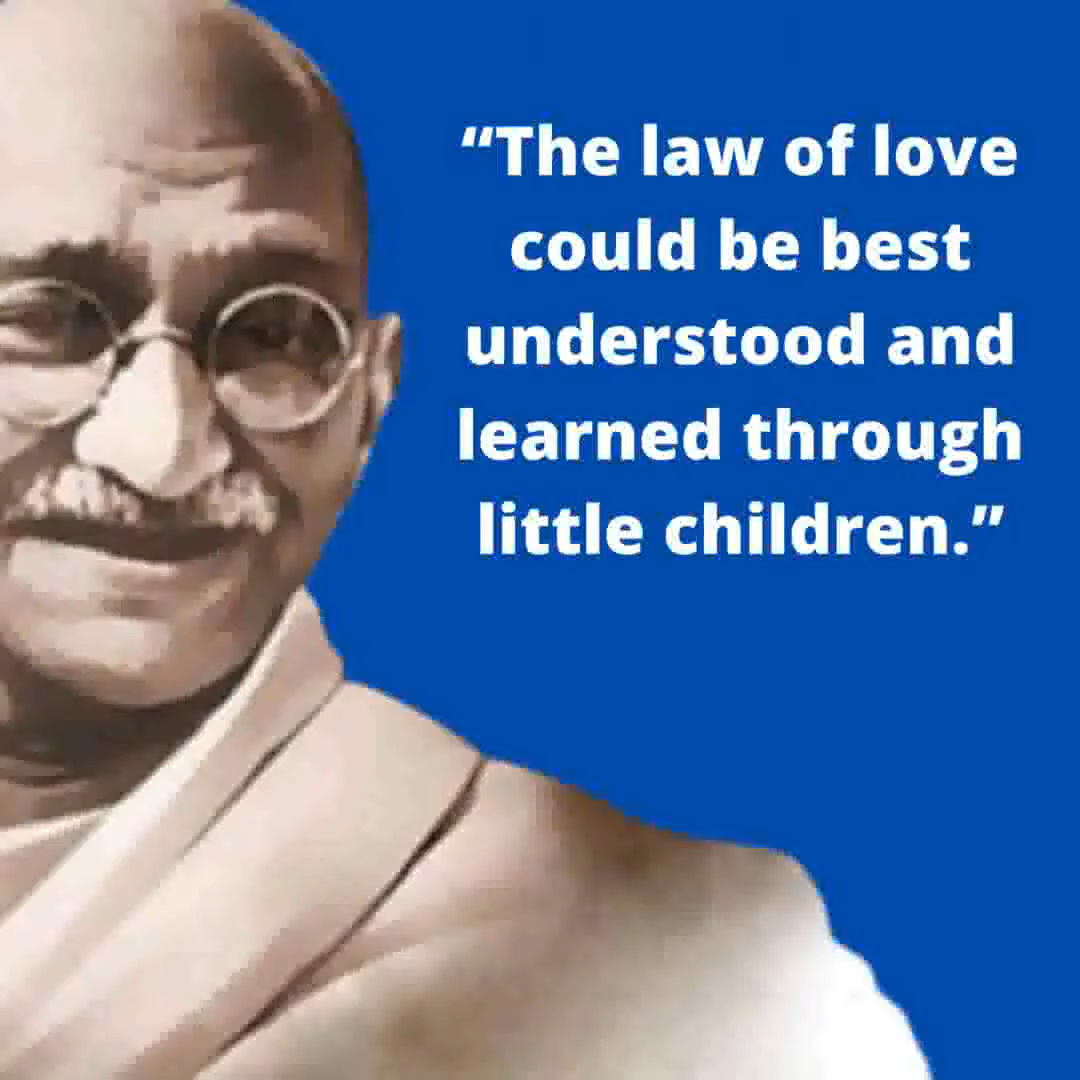 “The law of love
could be best
understood and
learned through
little children.”